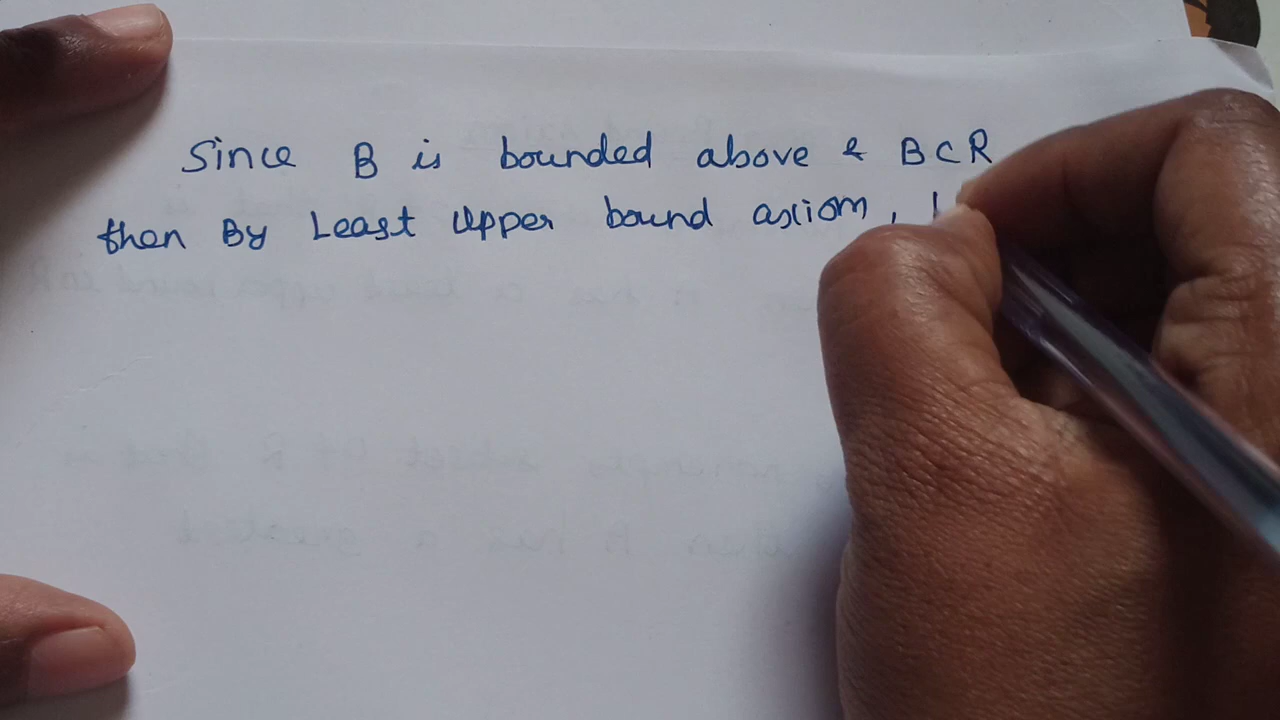 Since B is bounded above & B⊂R
then By Least Upper bound axiom,